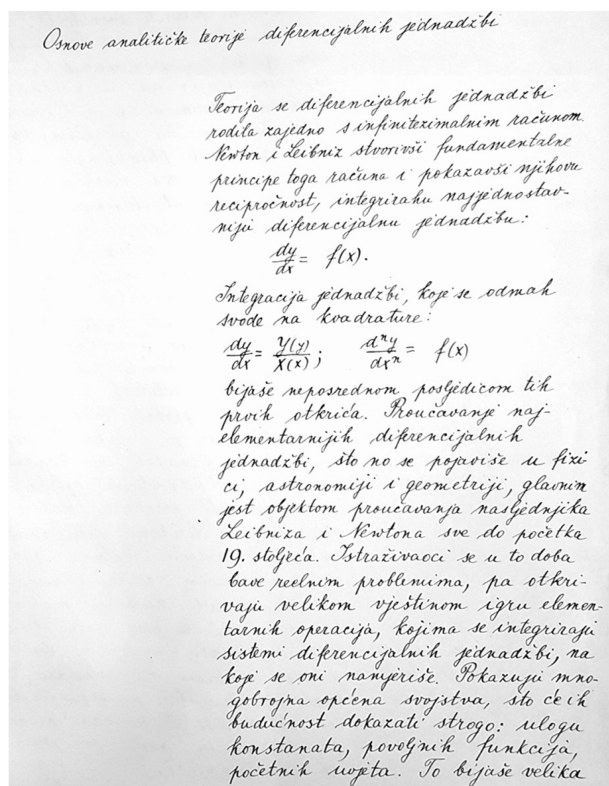 Osnove analitičke teorije diferencijalnih jednadžbi
Teorija se diferencijalnih jednadžbi
rodila zajedno s infinitezimalnim računom
Newton i Leibniz stvorivši fundamentalne
principe toga računa i pokazavši njihovu
recipročnost, integrirahu najjednostav-
niju diferencijalnu jednadžbu:
dy/dx = f(x).
Integracija jednadžbi, koje se odmah
svode na kvadrature:
dy/dx = Y(y)/X(x); dⁿy/dxⁿ = f(x)
bijaše neposrednom posljedicom tih
prvih otkrića. Proučavanje naj-
elementarnijih diferencijalnih
jednadžbi, što no se pojaviše u fizi
ci, astronomiji i geometriji, glavnim
jest objektom proučavanja nasljednjika
Leibniza i Newtona sve do početka
19. stoljeća. Istraživaoci se u to doba
bave reelnim problemima, pa otkri-
vaju velikom vještinom igru elemen-
tarnih operacija, kojima se integriraju
sistemi diferencijalnih jednadžbi, na
koje se oni namjeriše. Pokazuju mno-
gobrojna općena svojstva, što će ih
budućnost dokazati strogo: ulogu
konstanata, povoljnih funkcija,
početnih uvjeta. To bijaše velika